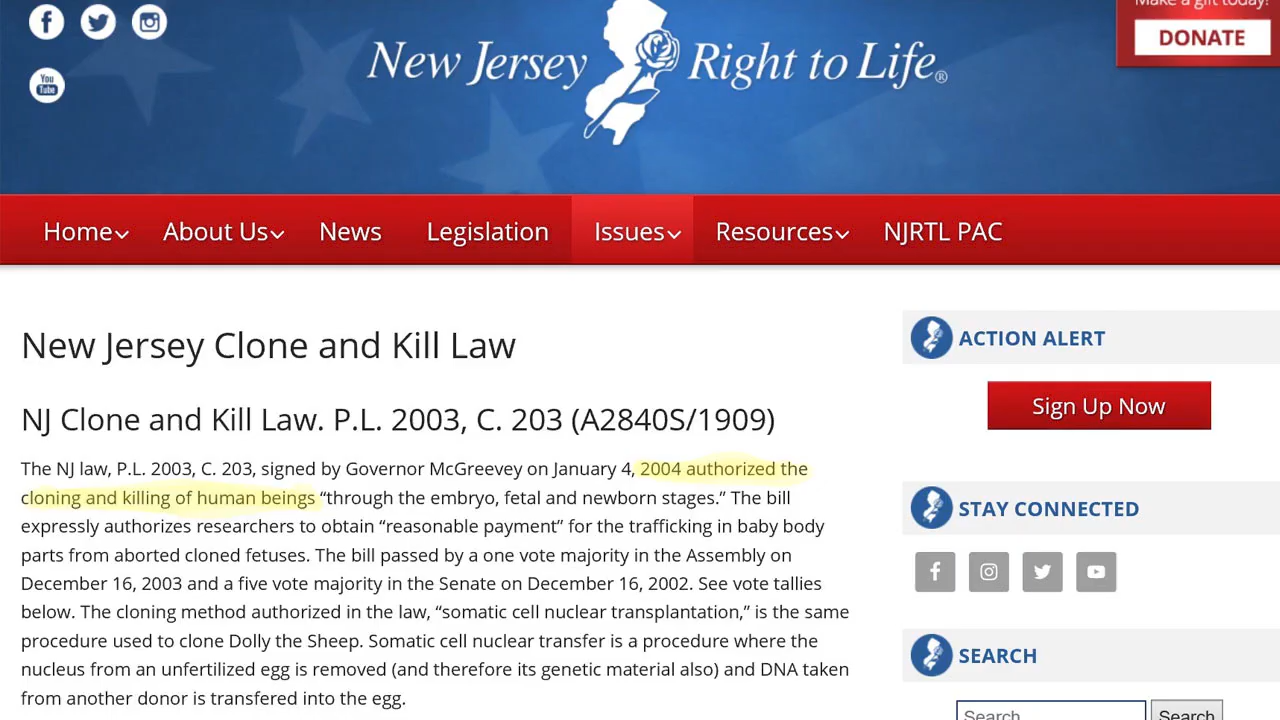 Make a gift today!
DONATE
You
Tube
New Jersey Right to Life®
Home About Us News Legislation Issues Resources NJRTL PAC
New Jersey Clone and Kill Law
NJ Clone and Kill Law. P.L. 2003, C. 203 (A2840S/1909)
The NJ law, P.L. 2003, C. 203, signed by Governor McGreevey on January 4, 2004 authorized the
cloning and killing of human beings “through the embryo, fetal and newborn stages.” The bill
expressly authorizes researchers to obtain “reasonable payment” for the trafficking in baby body
parts from aborted cloned fetuses. The bill passed by a one vote majority in the Assembly on
December 16, 2003 and a five vote majority in the Senate on December 16, 2002. See vote tallies
below. The cloning method authorized in the law, “somatic cell nuclear transplantation,” is the same
procedure used to clone Dolly the Sheep. Somatic cell nuclear transfer is a procedure where the
nucleus from an unfertilized egg is removed (and therefore its genetic material also) and DNA taken
from another donor is transfered into the egg.
ACTION ALERT
Sign Up Now
STAY CONNECTED
SEARCH
Search
Search